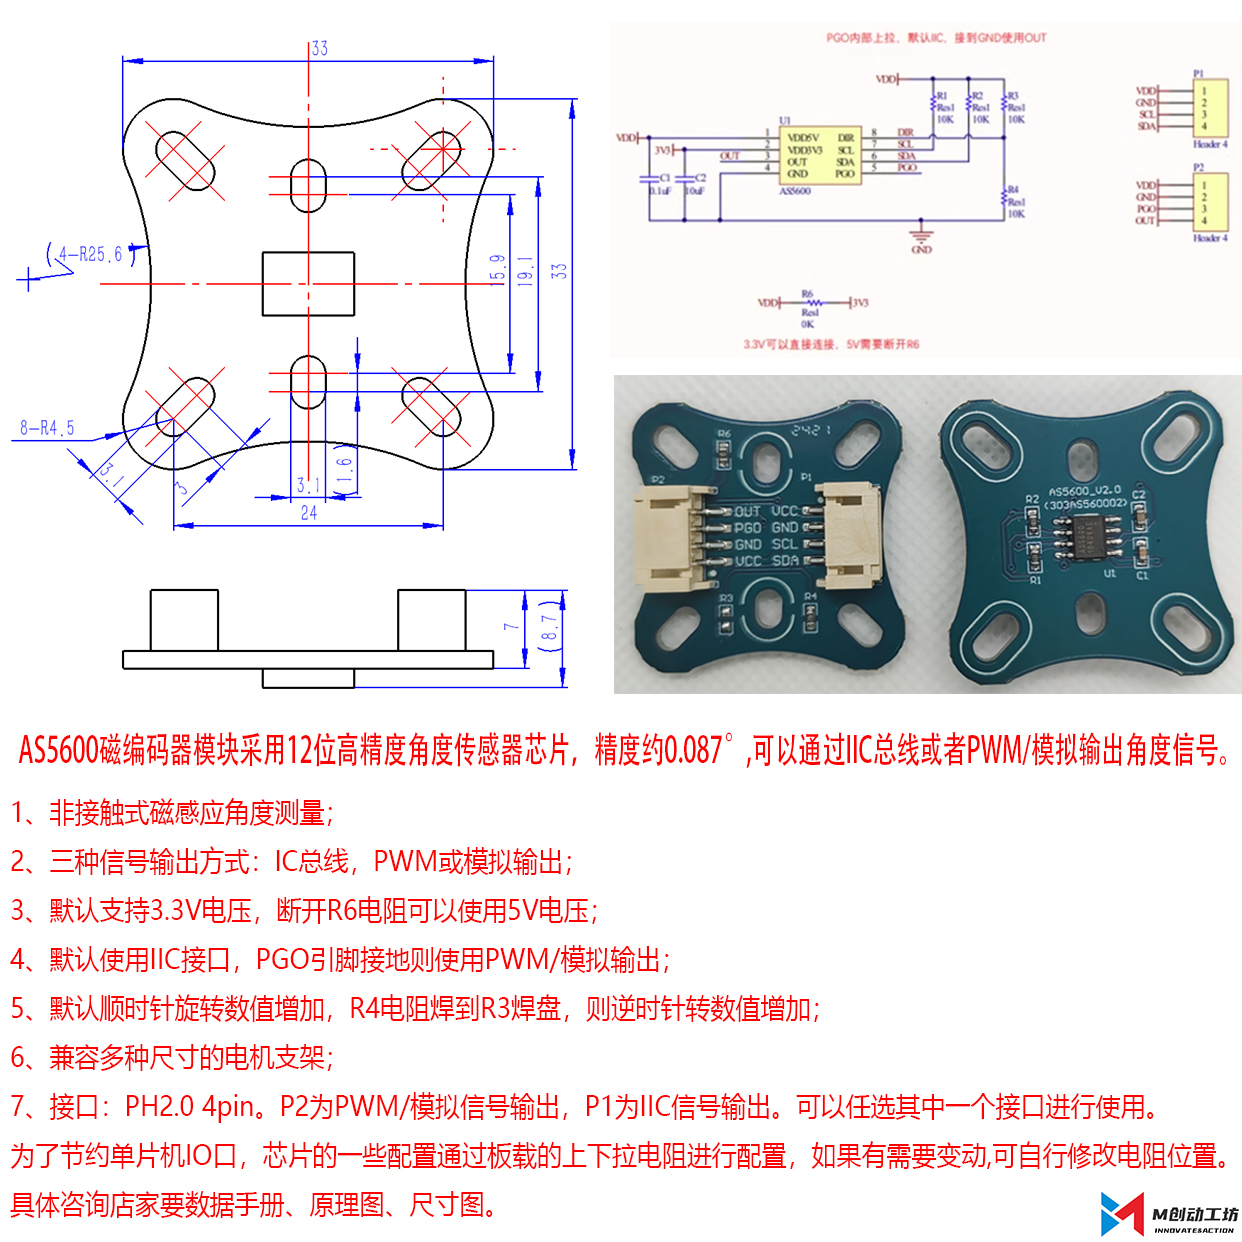 33
(4-R25.6)
15.9
19.1
33
8-R4.5
3.1
3
3.1
(1.6)
24
7
(8.7)
PGO内部上拉、默认IIC，接到GND使用OUT
VDD
R1
Res1
10K
R2
Res1
10K
R3
Res1
10K
U1
VDD
3V3
OUT
1 VDD5V DIR 8 DIR
2 VDD3V3 SCL 7 SCL
3 OUT SDA 6 SDA
4 GND PGO 5 PGO
AS5600
C1
0.1uF
C2
10uF
R4
Res1
10K
GND
P1
VDD 1
GND 2
SCL 3
SDA 4
Header 4
P2
VDD 1
GND 2
PGO 3
OUT 4
Header 4
R6
VDD 3V3
Res1
0K
3.3V可以直接连接、5V需要断开R6
R6
2421
P2
P1
OUT VCC
PGO GND
GND SCL
VCC SDA
R3
R4
AS5600_V2.0
(303AS560002)
R2
C2
R1
U1
C1
AS5600磁编码器模块采用12位高精度角度传感器芯片，精度约0.087°,可以通过IIC总线或者PWM/模拟输出角度信号。
1、非接触式磁感应角度测量；
2、三种信号输出方式：IC总线，PWM或模拟输出；
3、默认支持3.3V电压，断开R6电阻可以使用5V电压；
4、默认使用IIC接口，PGO引脚接地则使用PWM/模拟输出；
5、默认顺时针旋转数值增加，R4电阻焊到R3焊盘，则逆时针转数值增加；
6、兼容多种尺寸的电机支架；
7、接口：PH2.0 4pin。P2为PWM/模拟信号输出，P1为IIC信号输出。可以任选其中一个接口进行使用。
为了节约单片机IO口，芯片的一些配置通过板载的上下拉电阻进行配置，如果有需要变动,可自行修改电阻位置。
具体咨询店家要数据手册、原理图、尺寸图。
M创动工坊
INNOVATE&ACTION